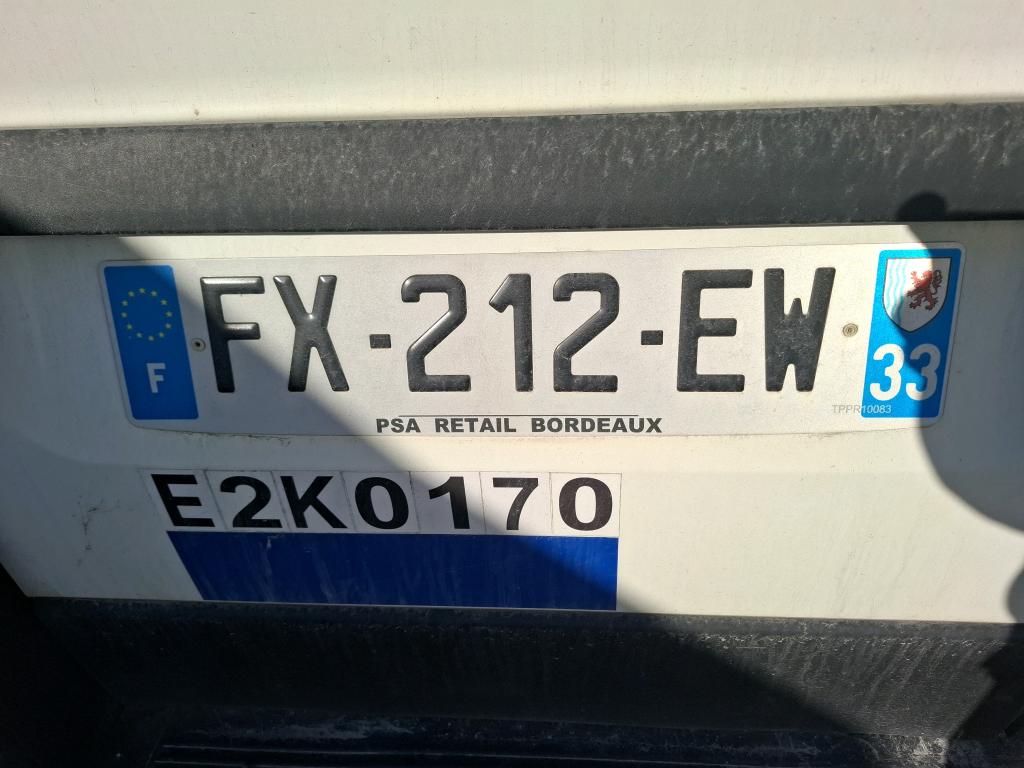 F FX-212-EW 33
TPPR10083
PSA RETAIL BORDEAUX
E2K0170